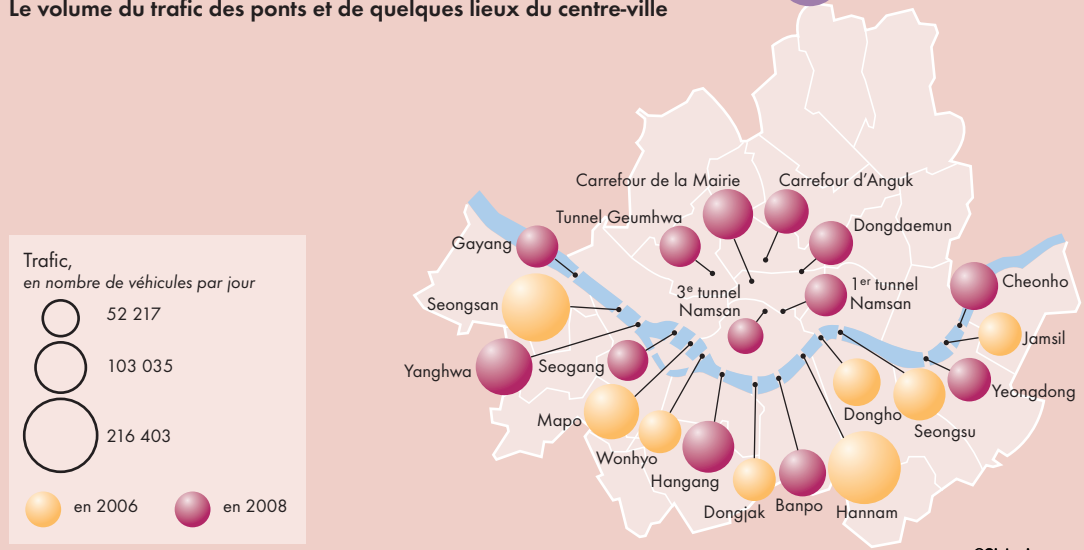 Le volume du trafic des ponts et de quelques lieux du centre-ville
Carrefour de la Mairie
Carrefour d'Anguk
Tunnel Geumhwa
Dongdaemun
Gayang
3e tunnel
Namsan
1er tunnel
Namsan
Cheonho
Seongsan
Jamsil
Yanghwa
Seogang
Yeongdong
Mapo
Dongho
Seongsu
Wonhyo
Hangang
Dongjak
Banpo
Hannam
Trafic,
en nombre de véhicules par jour
52 217
103 035
216 403
en 2006
en 2008